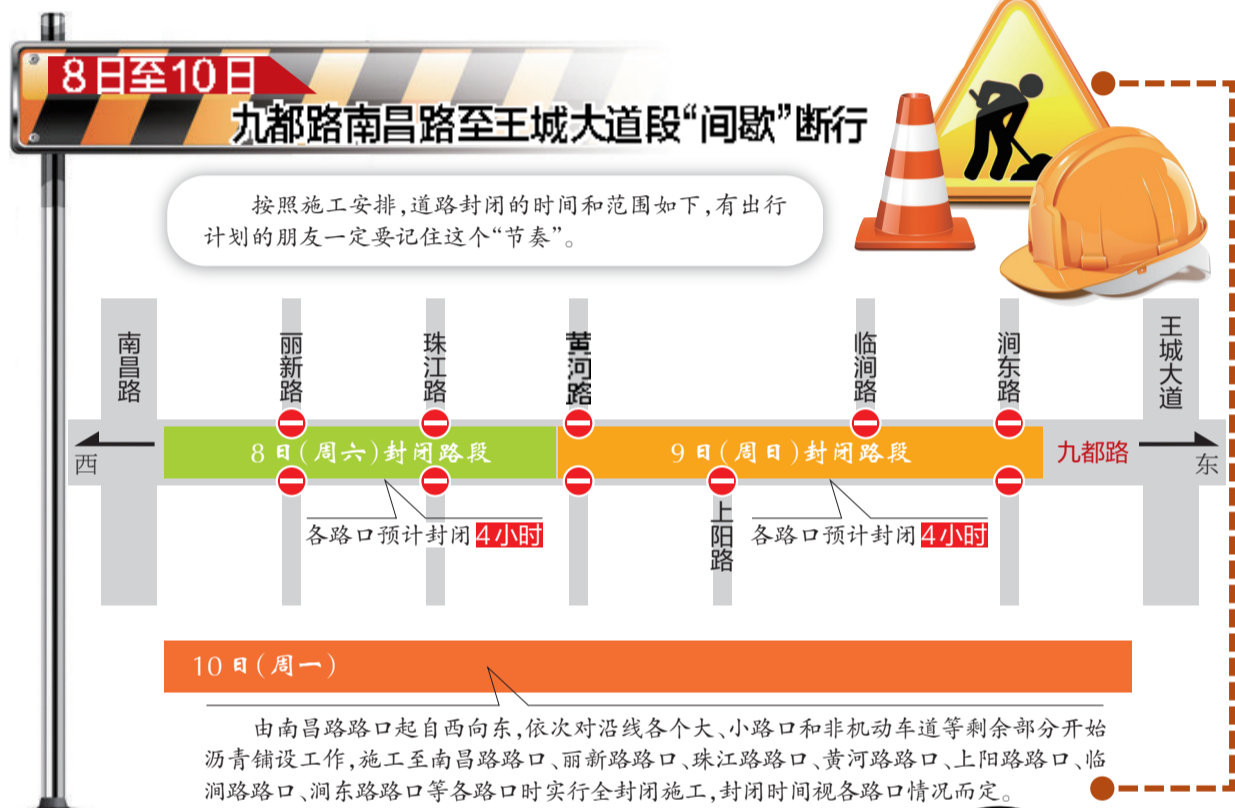 8日至10日
九都路南昌路至王城大道段“间歇”断行
按照施工安排,道路封闭的时间和范围如下,有出行
计划的朋友一定要记住这个“节奏”。
南昌路
丽新路
珠江路
黄河路
临涧路
涧东路
王城大道
西
8日(周六)封闭路段
9日(周日)封闭路段
九都路
东
各路口预计封闭4小时
上阳路
各路口预计封闭4小时
10日(周一)
由南昌路路口起自西向东,依次对沿线各个大、小路口和非机动车道等剩余部分开始
沥青铺设工作,施工至南昌路路口、丽新路路口、珠江路路口、黄河路路口、上阳路路口、临
涧路路口、涧东路路口等各路口时实行全封闭施工,封闭时间视各路口情况而定。